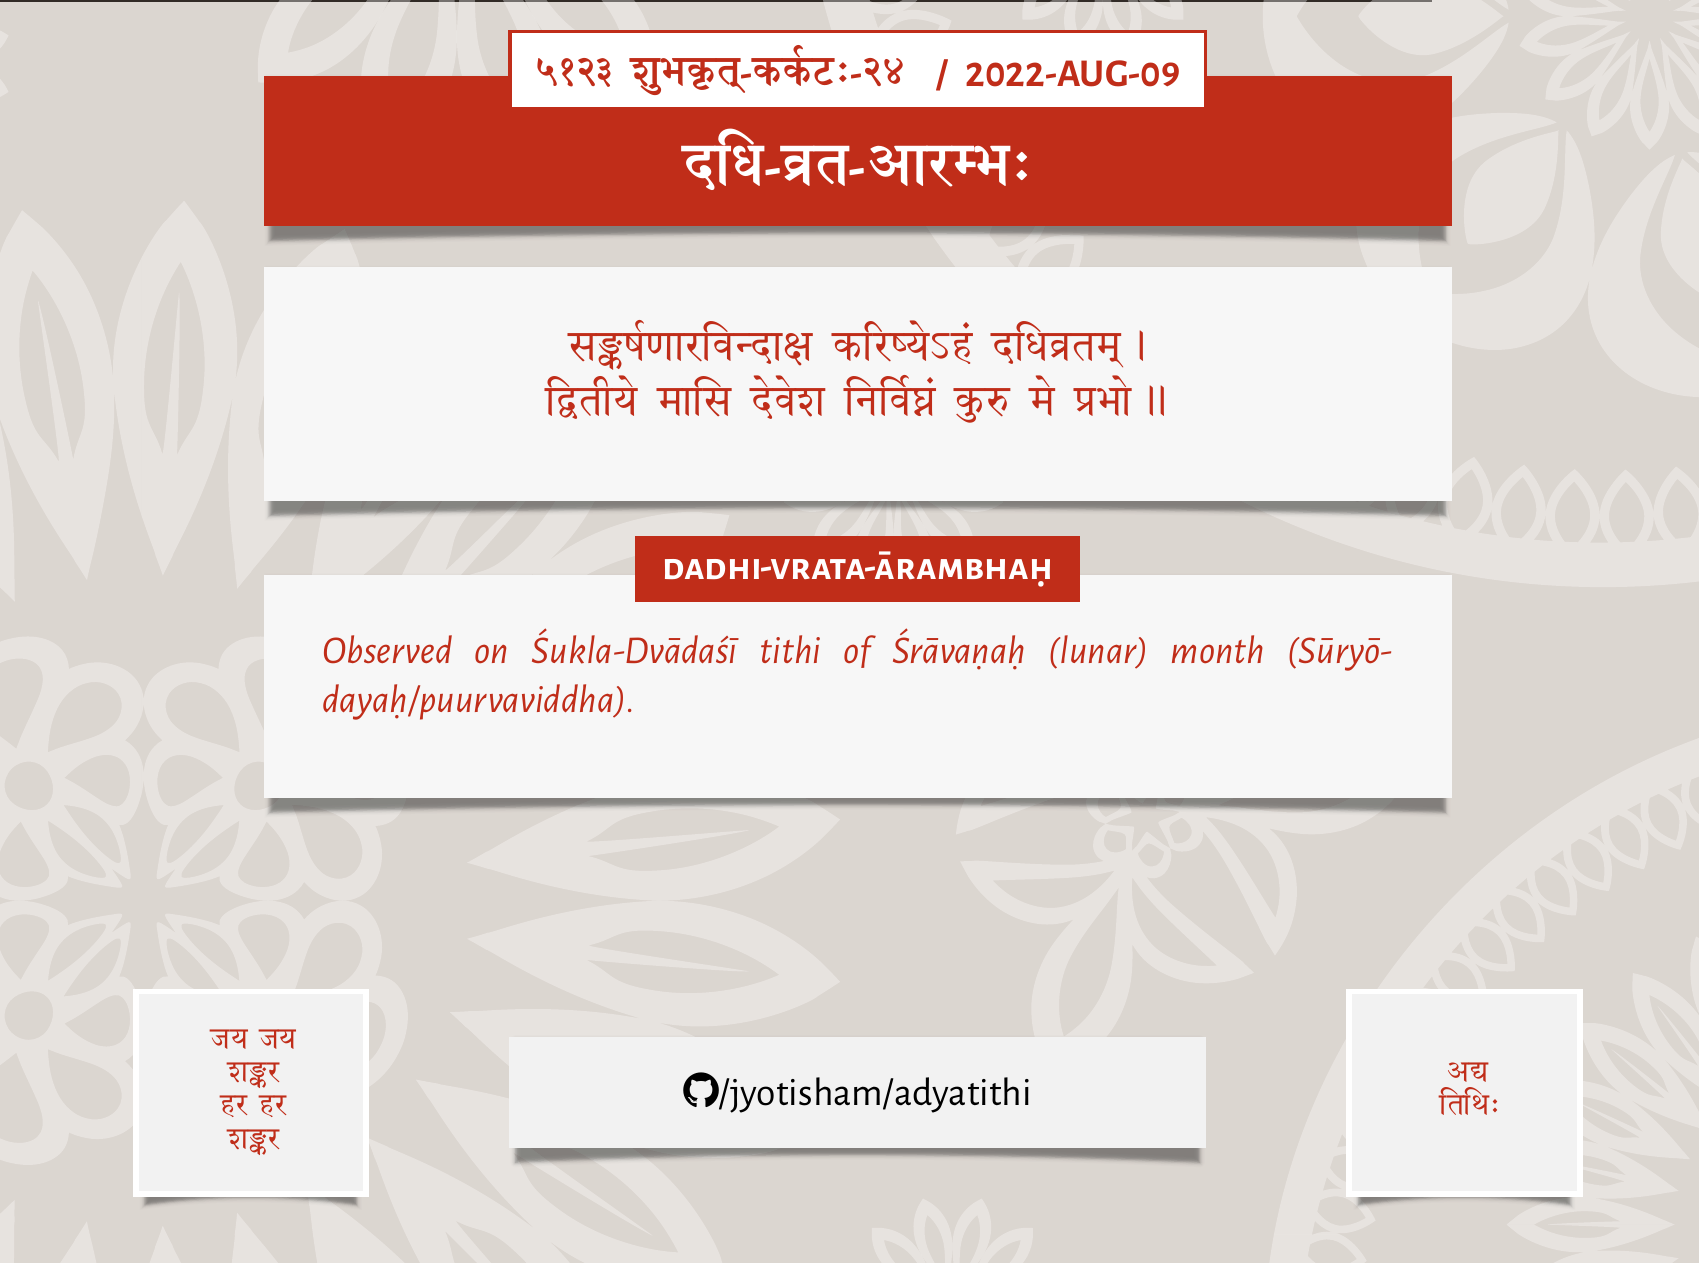 ५१२३ शुभकृत्-कर्कटः-२४ / 2022-AUG-09
दधि-व्रत-आरम्भः
सङ्कर्षणारविन्दाक्ष करिष्येऽहं दधिव्रतम् ।
द्वितीये मासि देवेश निर्विघ्नं कुरु मे प्रभो ॥
DADHI-VRATA-ĀRAMBHAḤ
Observed on Śukla-Dvādaśī tithi of Śrāvaṇaḥ (lunar) month (Sūryō-
dayaḥ/puurvaviddha).
जय जय
शङ्कर
हर हर
शङ्कर
/jyotisham/adyatithi
अद्य
तिथिः